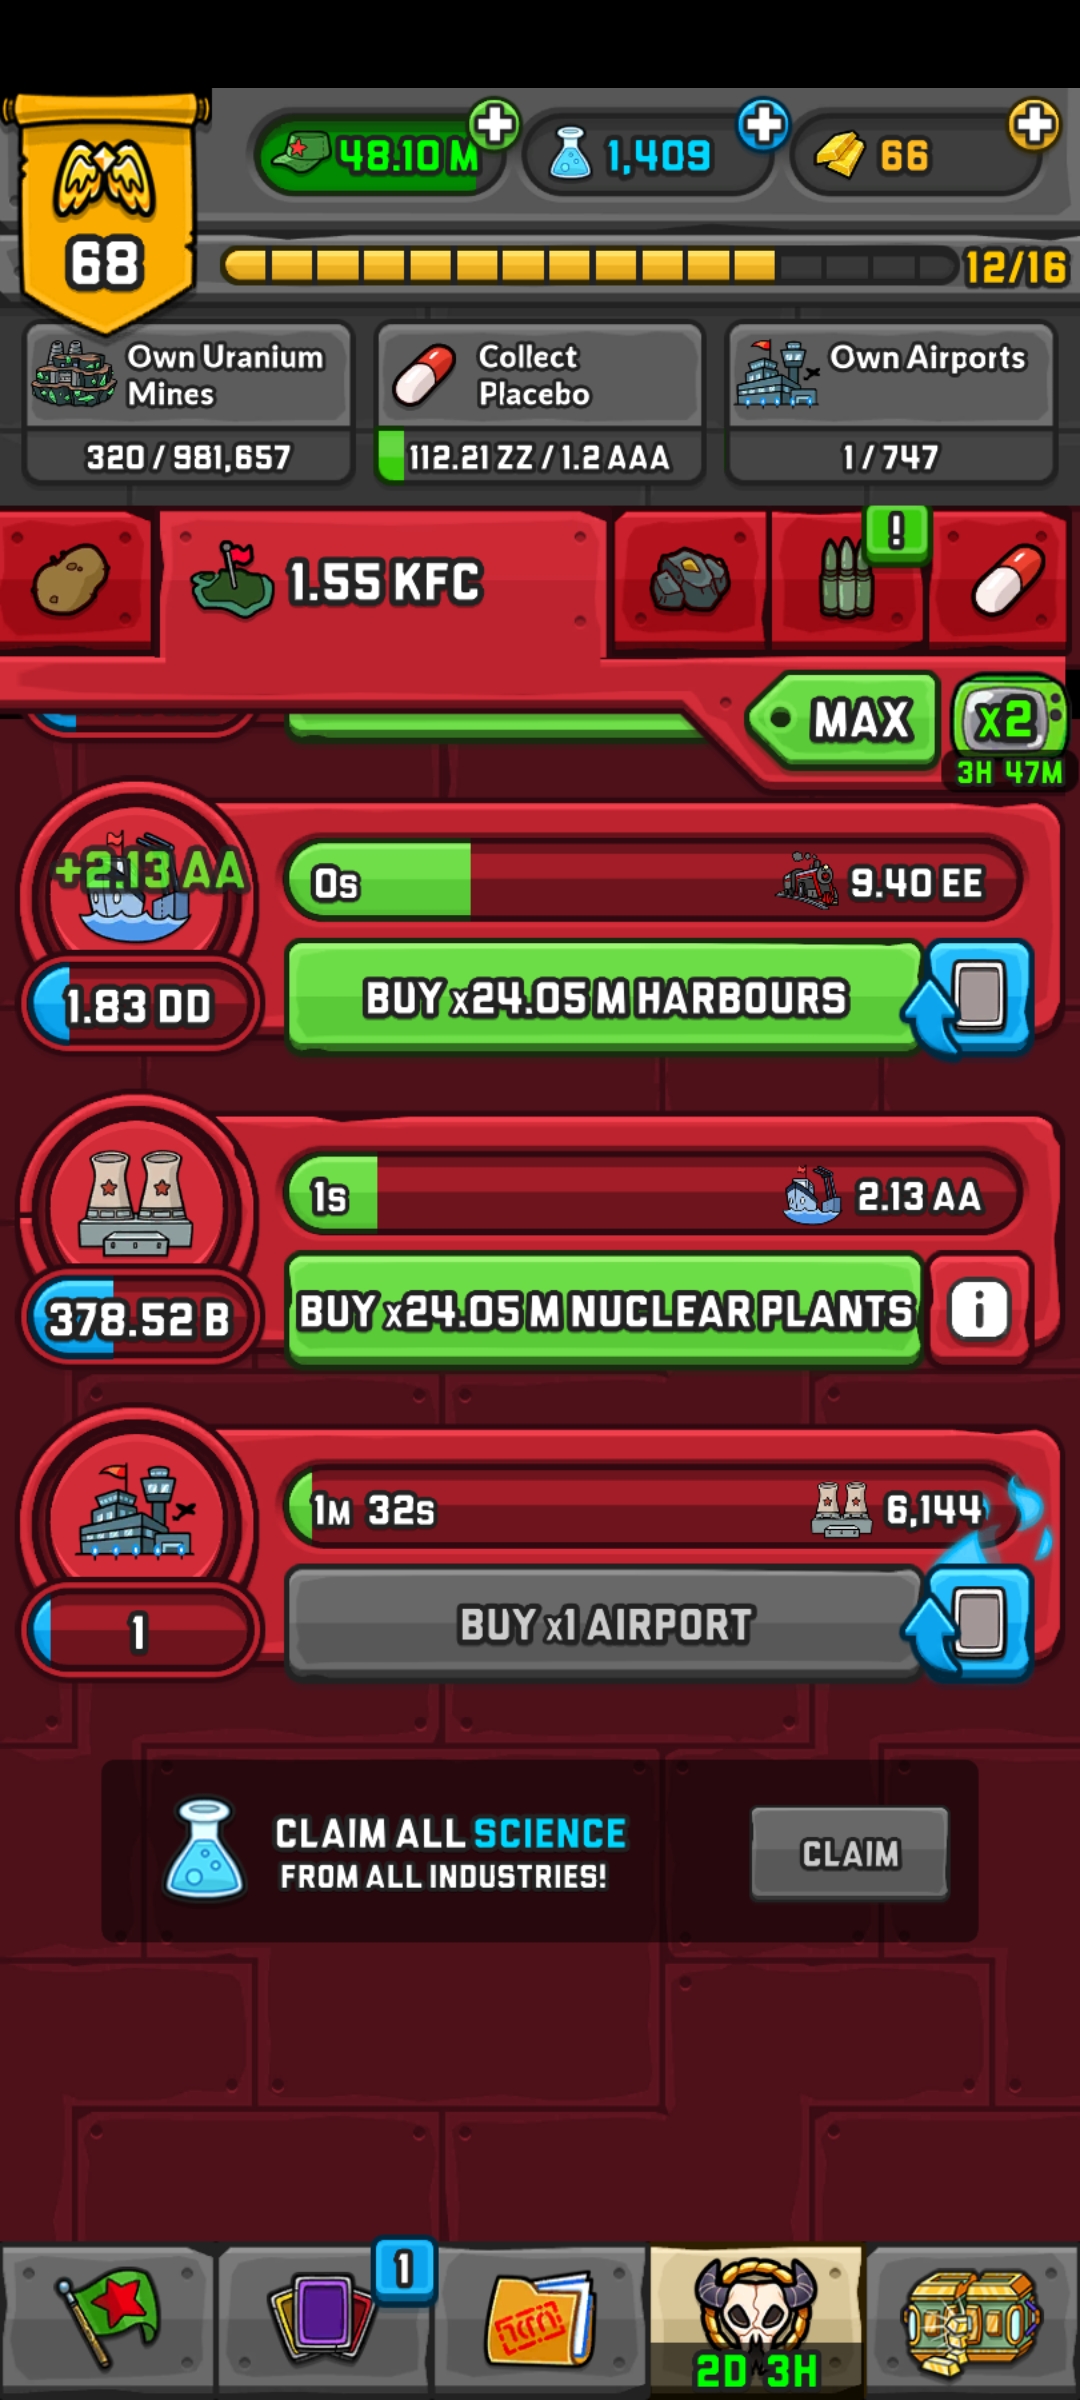 48.10 M
1,409
66
68
12/16
Own Uranium
Mines
320 / 981,657
Collect
Placebo
112.21 ZZ / 1.2 AAA
Own Airports
1 / 747
1.55 KFC
!
MAX
x2
3H 47M
+2.13 AA
0s
9.40 EE
1.83 DD
BUY x24.05 M HARBOURS
1s
2.13 AA
378.52 B
BUY x24.05 M NUCLEAR PLANTS
i
1M 32s
6,144
1
BUY x1 AIRPORT
CLAIM ALL SCIENCE
FROM ALL INDUSTRIES!
CLAIM
1
2D 3H